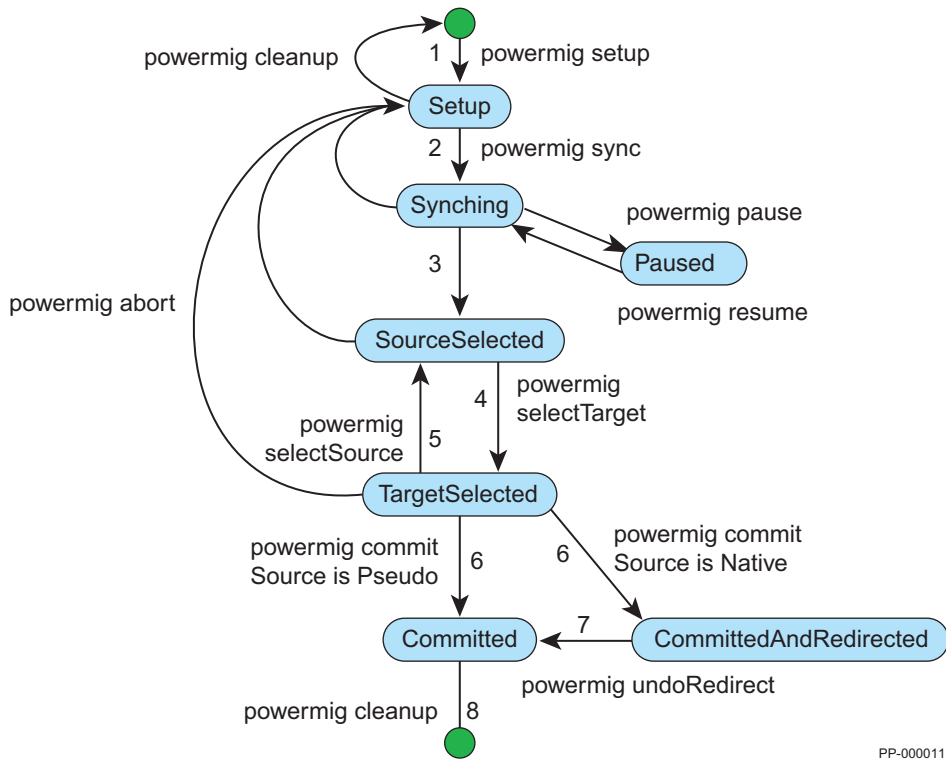 powermig cleanup
1
powermig setup
Setup
2
powermig sync
Synching
powermig pause
3
Paused
powermig abort
powermig resume
SourceSelected
4
powermig
selectTarget
powermig
selectSource
5
TargetSelected
powermig commit
Source is Pseudo
6
6
powermig commit
Source is Native
Committed
7
CommittedAndRedirected
powermig undoRedirect
powermig cleanup
8
PP-000011